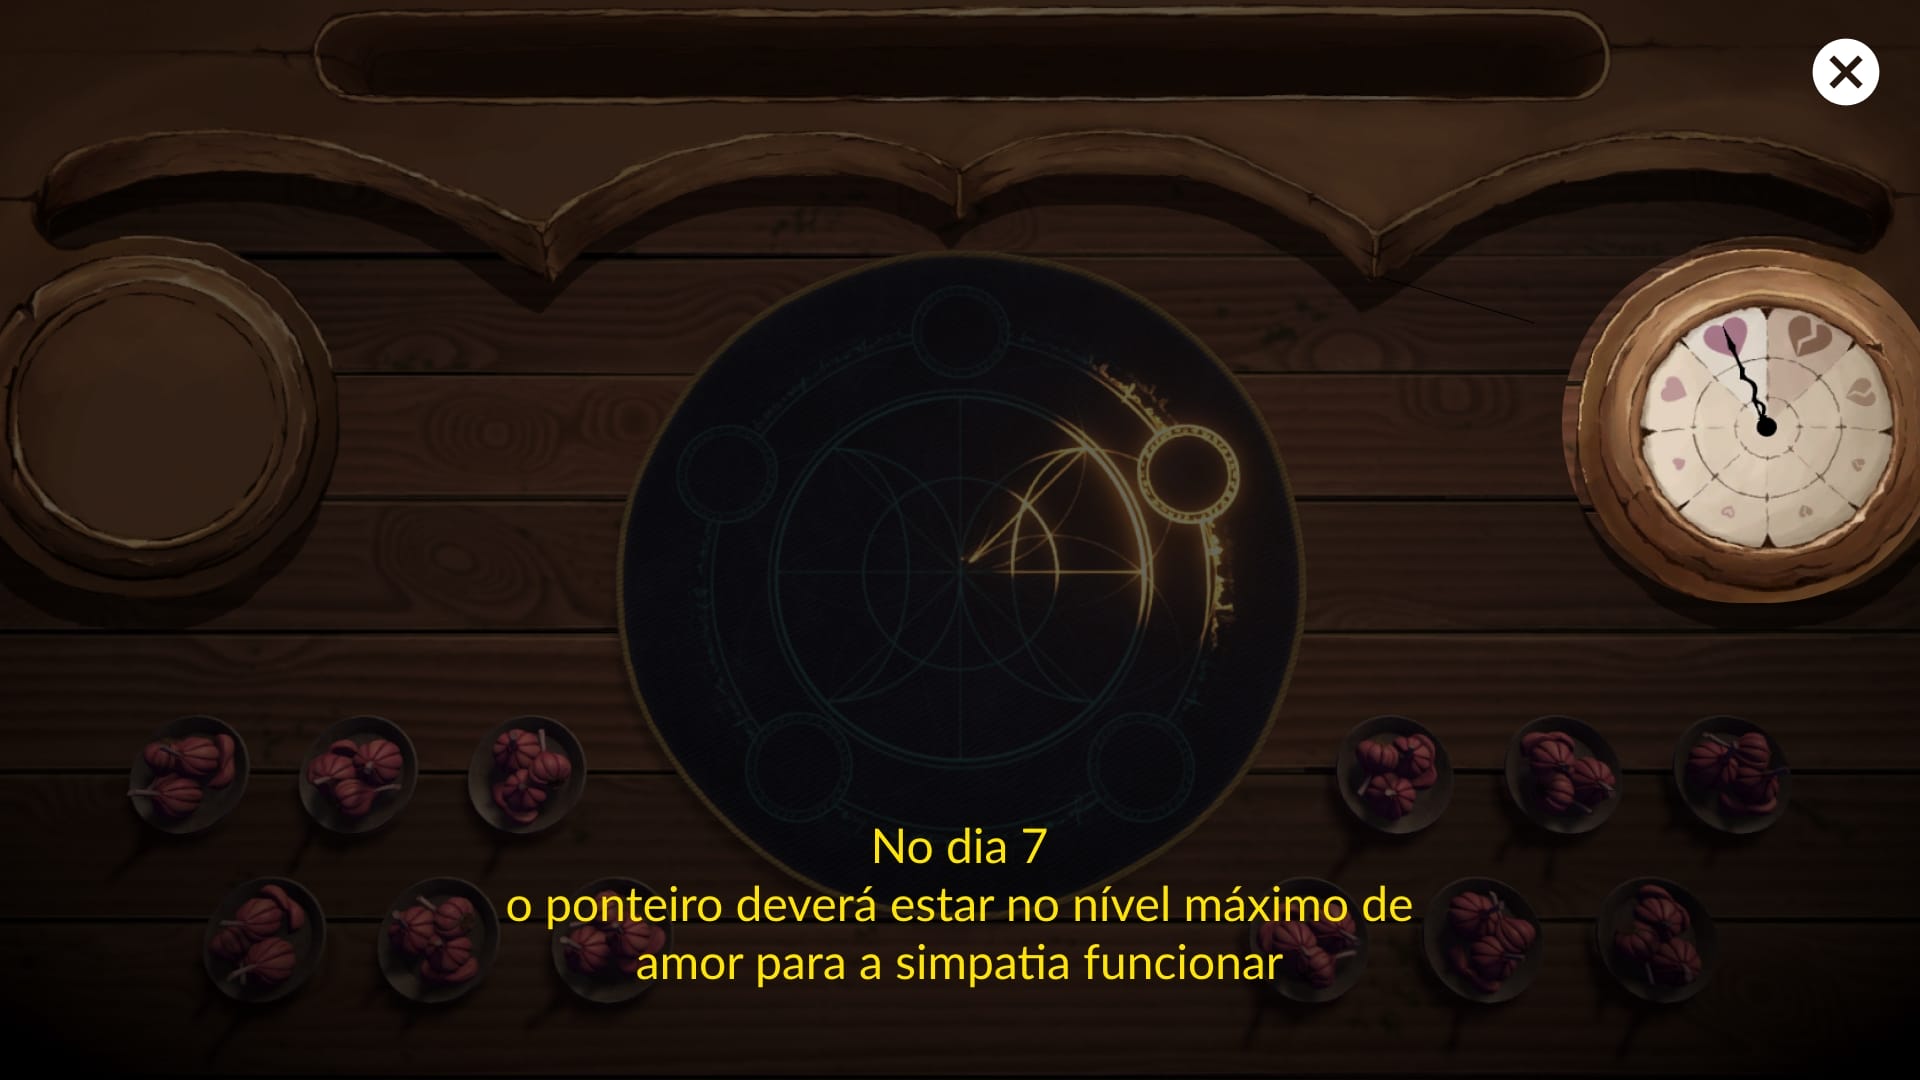 No dia 7
o ponteiro deverá estar no nível máximo de
amor para a simpatia funcionar